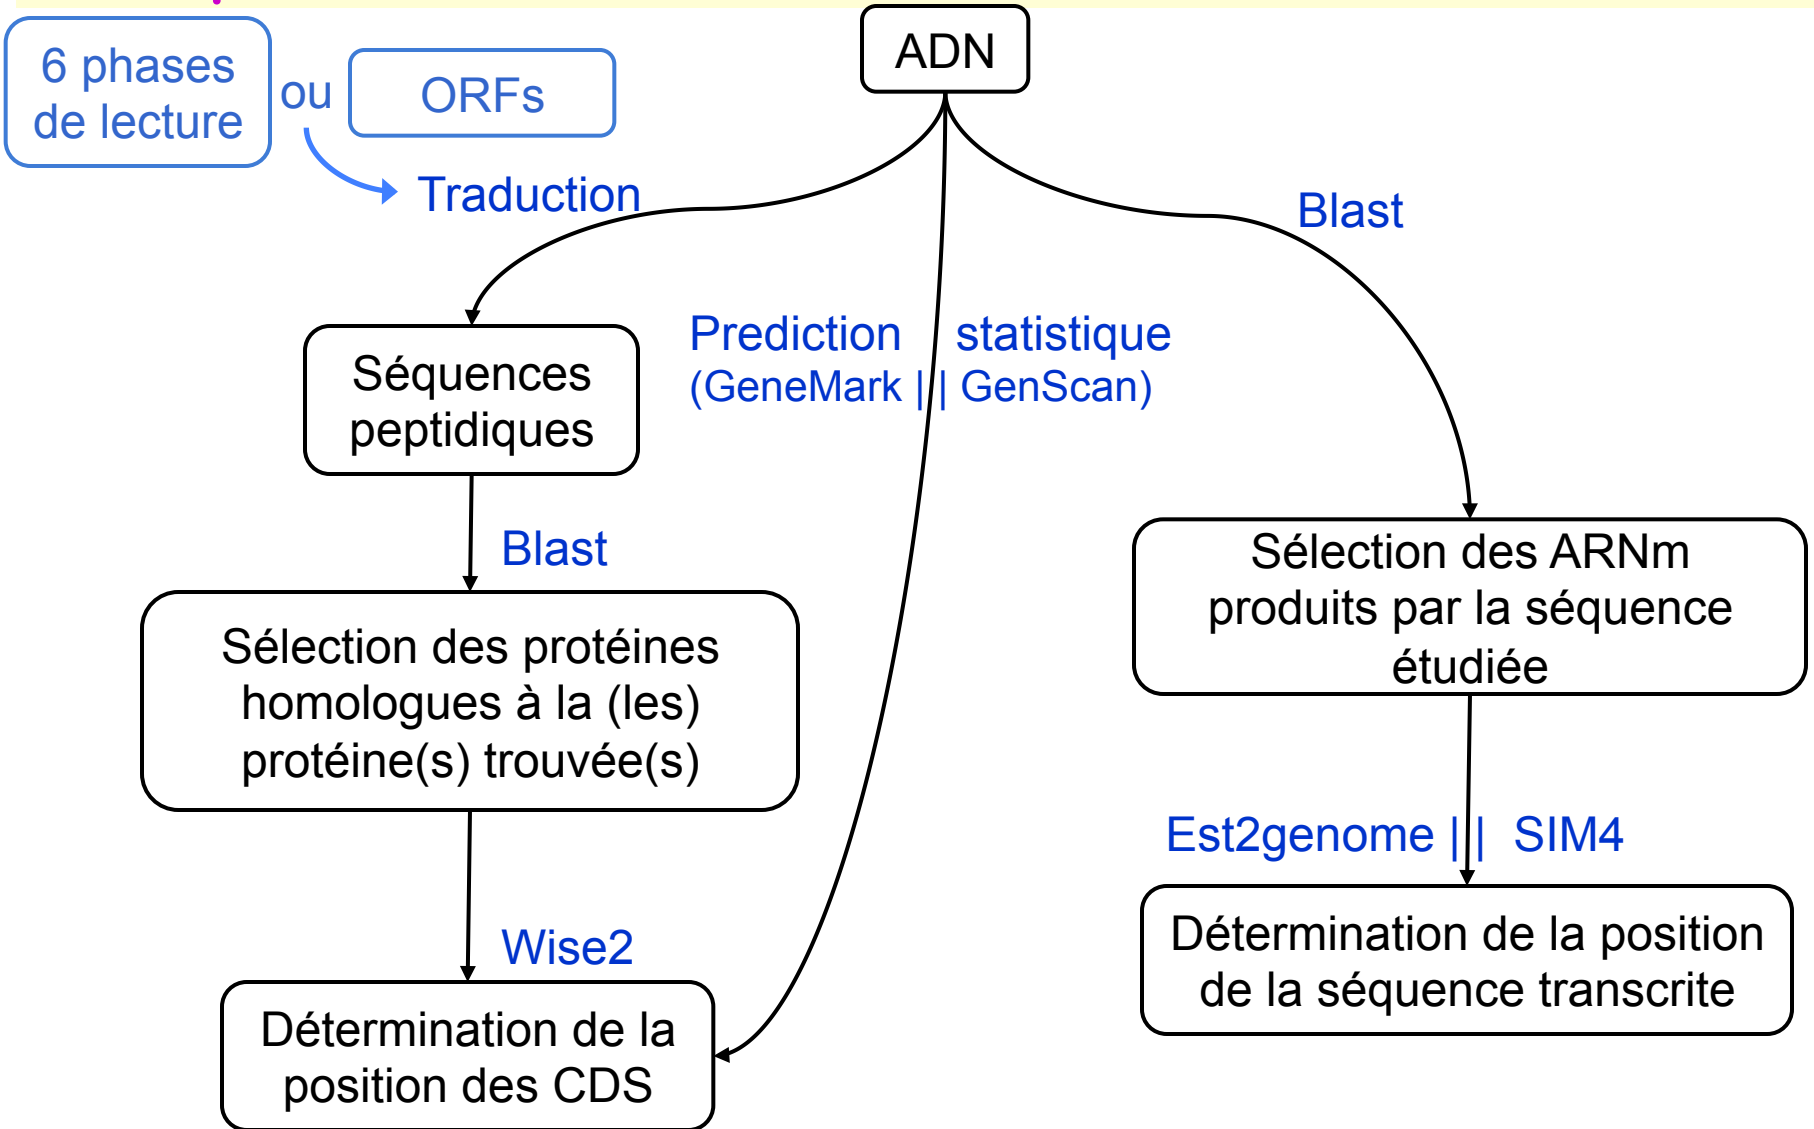 ADN
6 phases
de lecture
ou
ORFs
Traduction
Blast
Prediction statistique
(GeneMark || GenScan)
Séquences
peptidiques
Blast
Sélection des ARNm
produits par la séquence
étudiée
Sélection des protéines
homologues à la (les)
protéine(s) trouvée(s)
Est2genome || SIM4
Wise2
Détermination de la position
de la séquence transcrite
Détermination de la
position des CDS